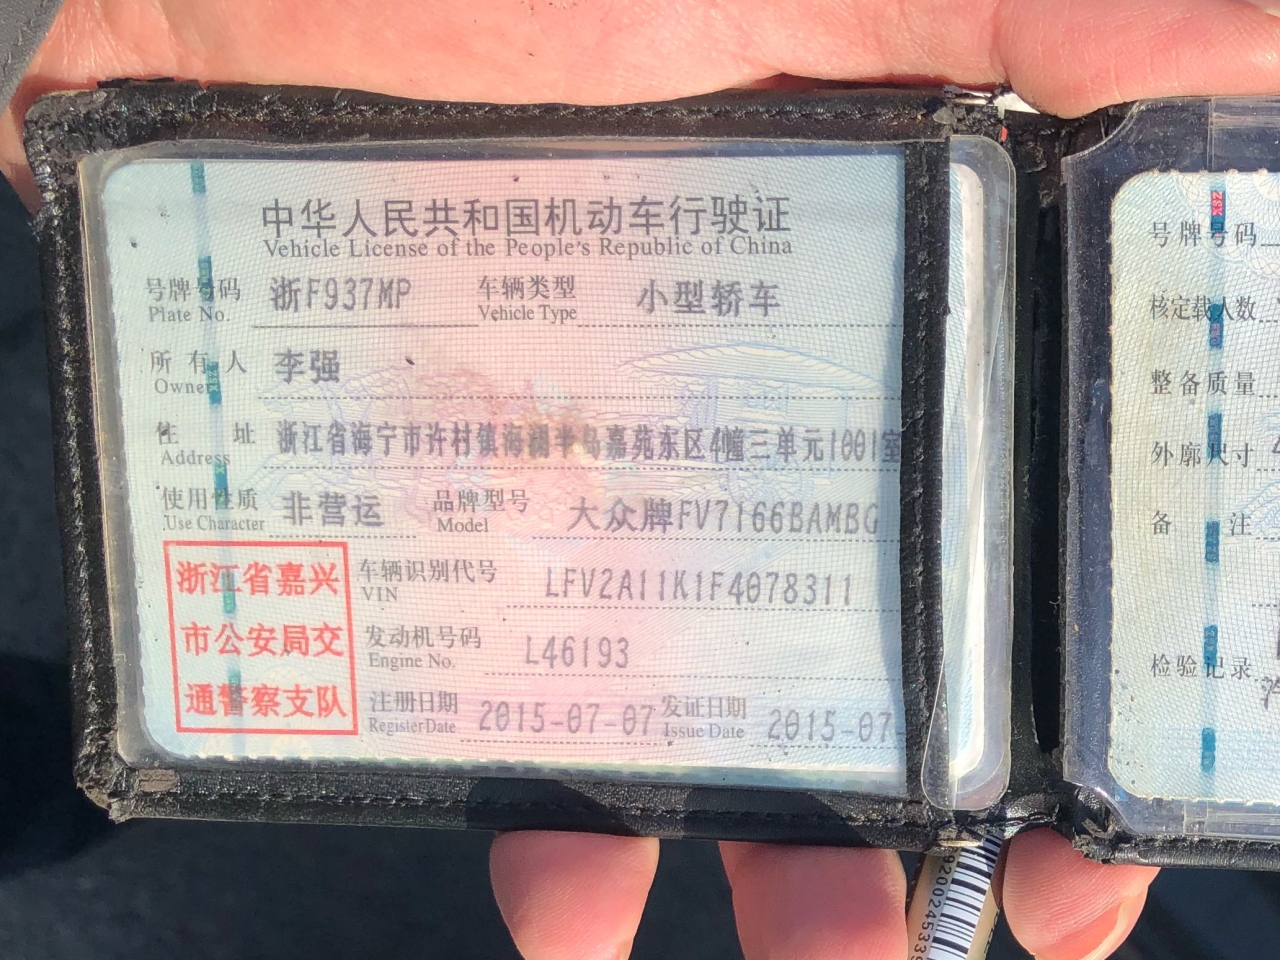 中华人民共和国机动车行驶证
Vehicle License of the People's Republic of China
号牌号码 浙F937MP 车辆类型 小型轿车
Plate No. Vehicle Type
所有人 李强
Owner
住址 浙江省海宁市许村镇海湖半岛嘉苑东区4幢三单元1001室
Address
使用性质 非营运 品牌型号 大众牌FV7166BAMBG
Use Character Model
浙江省嘉兴
市公安局交
通警察支队
车辆识别代号 LFV2A11K1F4078311
VIN
发动机号码 L46193
Engine No.
注册日期 2015-07-07 发证日期 2015-07-
Register Date Issue Date
号牌号码
核定载人数
整备质量
外廓尺寸
备注
检验记录